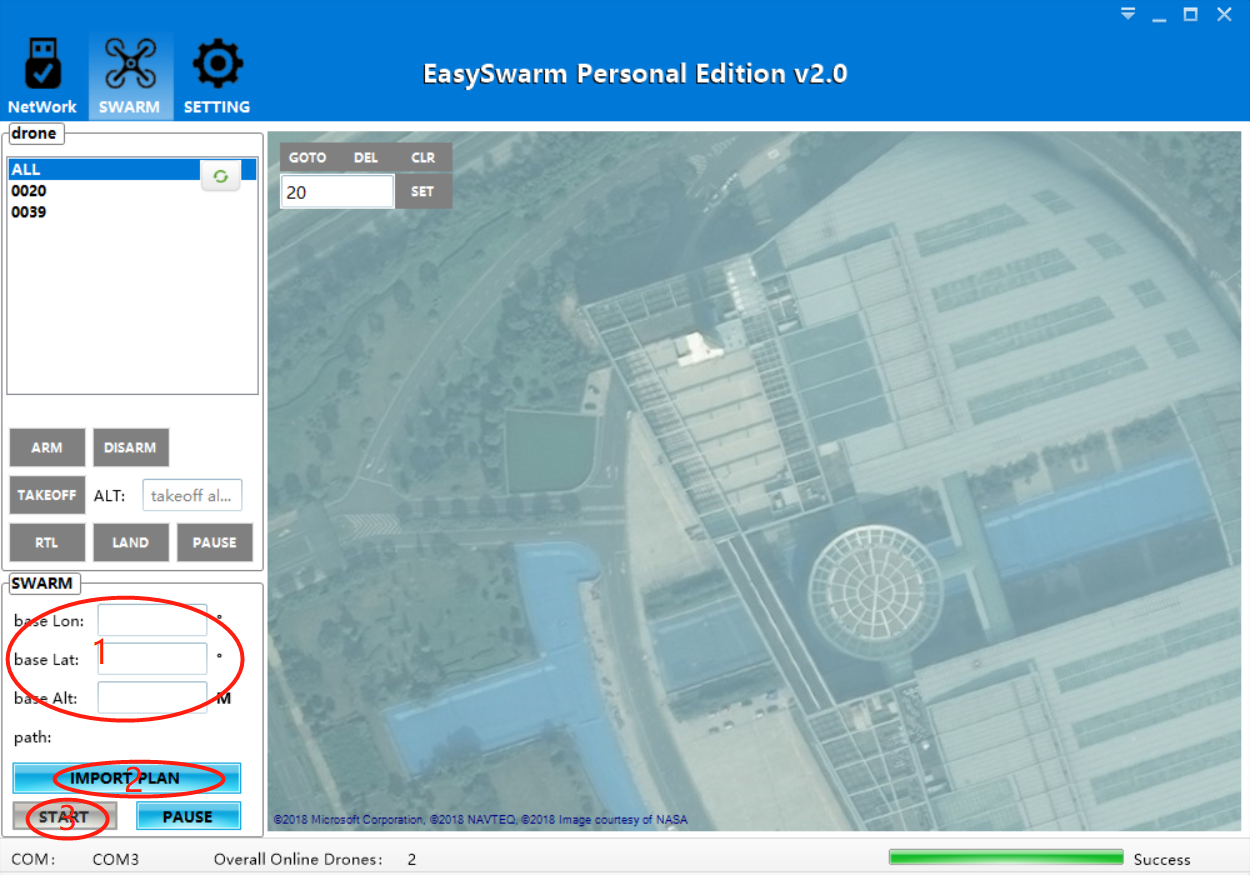 EasySwarm Personal Edition v2.0
NetWork
SWARM
SETTING
drone
ALL
0020
0039
GOTO DEL CLR
20 SET
ARM DISARM
TAKEOFF ALT: takeoff al...
RTL LAND PAUSE
SWARM
base Lon: °
1
base Lat: °
base Alt: M
path:
IMPORT PLAN
2
START PAUSE
3
©2018 Microsoft Corporation, ©2018 NAVTEQ, ©2018 Image courtesy of NASA
COM: COM3 Overall Online Drones: 2 Success